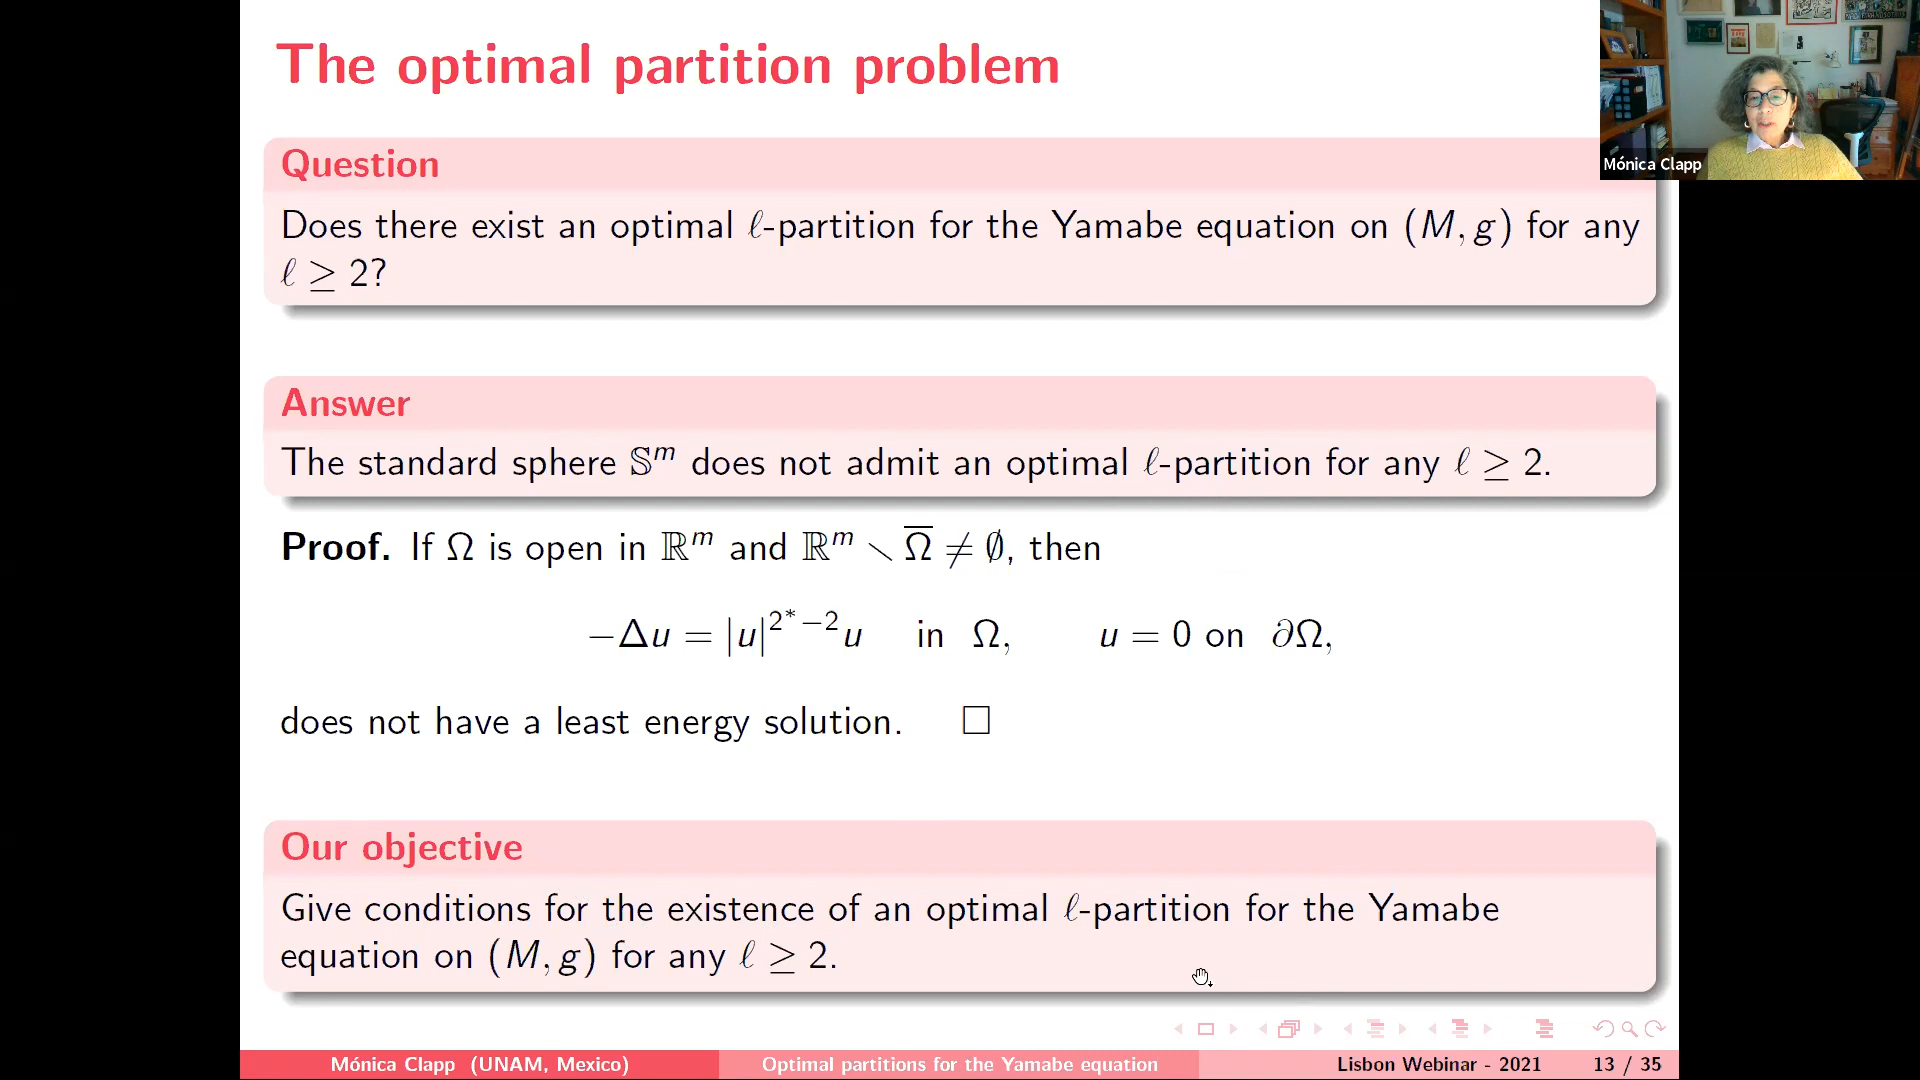 The optimal partition problem
Mónica Clapp
Question
Does there exist an optimal ℓ-partition for the Yamabe equation on (M, g) for any
ℓ ≥ 2?
Answer
The standard sphere 𝕊ᵐ does not admit an optimal ℓ-partition for any ℓ ≥ 2.
Proof. If Ω is open in ℝᵐ and ℝᵐ ∖ Ω̅ ≠ ∅, then
−Δu = |u|^{2*−2}u in Ω, u = 0 on ∂Ω,
does not have a least energy solution. □
Our objective
Give conditions for the existence of an optimal ℓ-partition for the Yamabe
equation on (M, g) for any ℓ ≥ 2.
Mónica Clapp (UNAM, Mexico) Optimal partitions for the Yamabe equation Lisbon Webinar - 2021 13 / 35